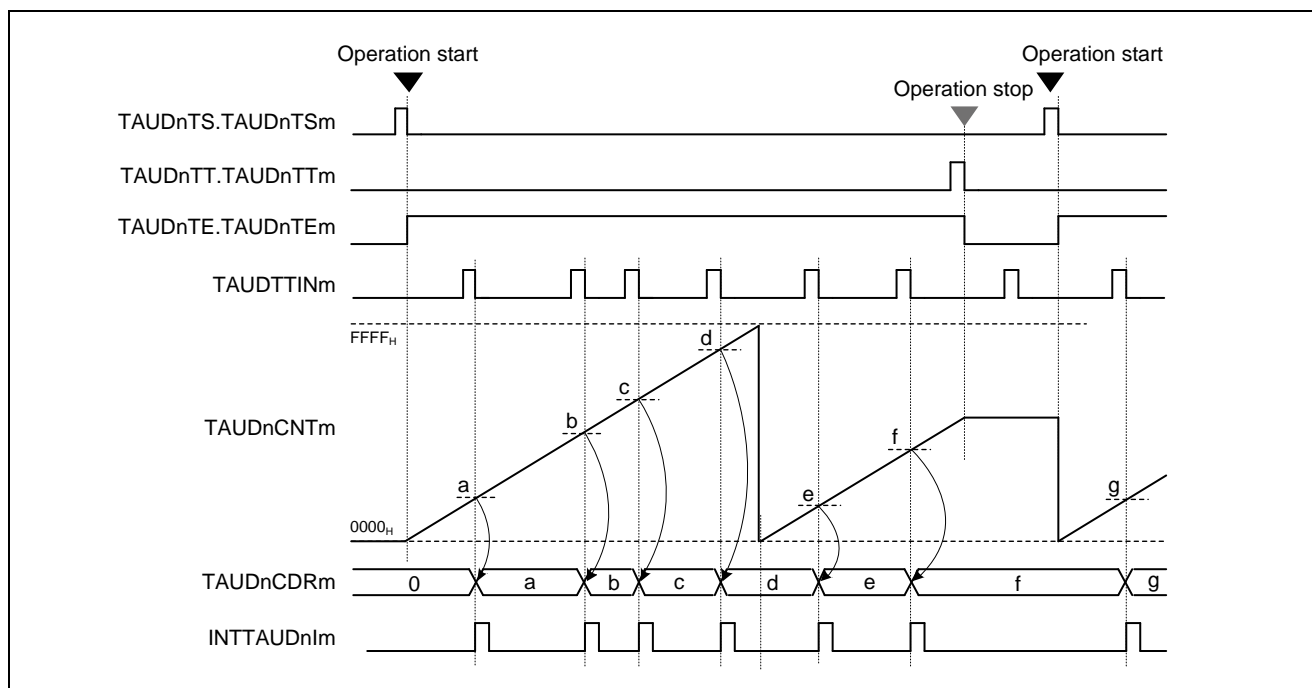 Operation start
Operation start
Operation stop
TAUDnTS.TAUDnTSm
TAUDnTT.TAUDnTTm
TAUDnTE.TAUDnTEm
TAUDTTINm
FFFFH
d
c
TAUDnCNTm
b
f
a
e
g
0000H
TAUDnCDRm
0 a b c d e f g
INTTAUDnIm